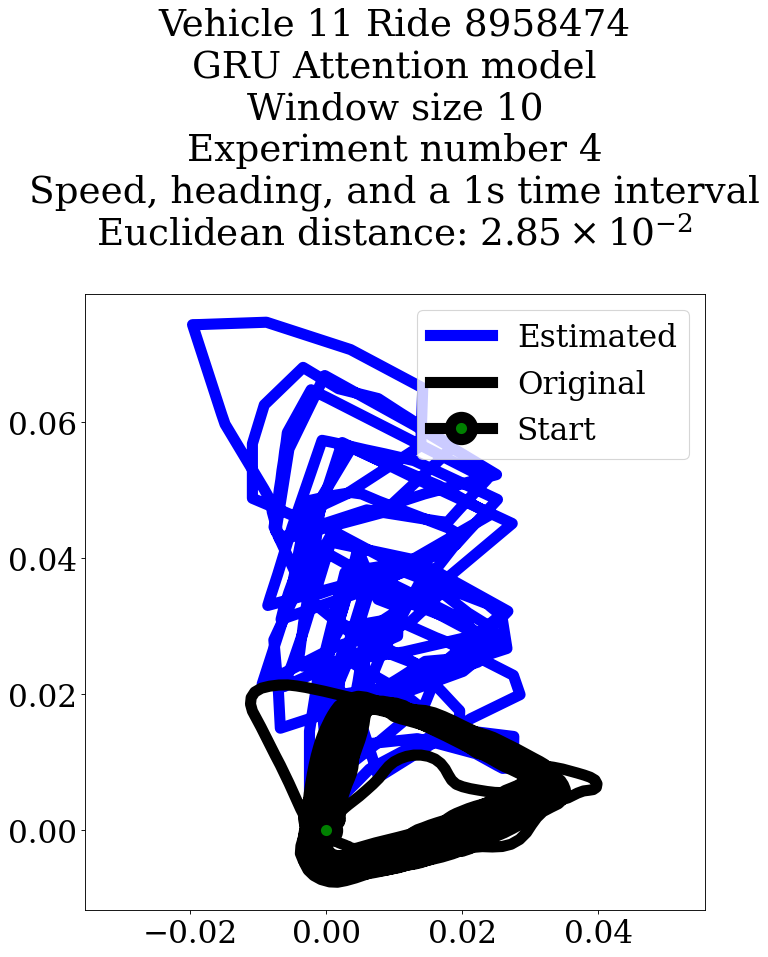 Vehicle 11 Ride 8958474
GRU Attention model
Window size 10
Experiment number 4
Speed, heading, and a 1s time interval
Euclidean distance: 2.85 × 10⁻²
Estimated
Original
Start
0.06
0.04
0.02
0.00
−0.02 0.00 0.02 0.04